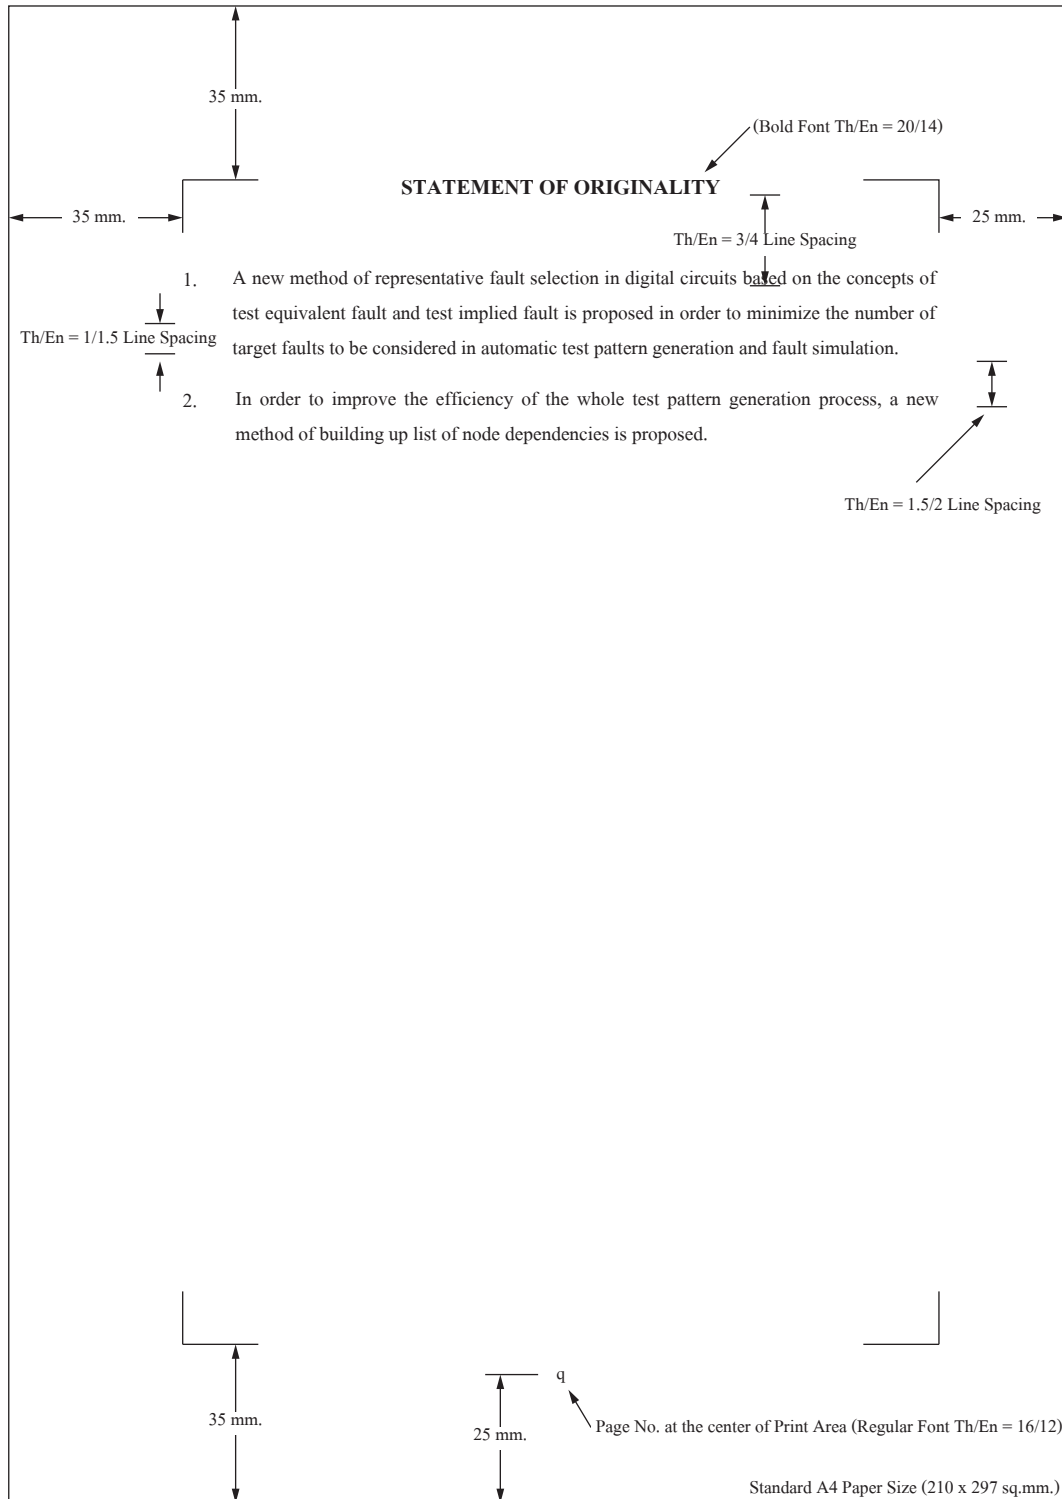 35 mm.
(Bold Font Th/En = 20/14)
STATEMENT OF ORIGINALITY
35 mm.
25 mm.
Th/En = 3/4 Line Spacing
1. A new method of representative fault selection in digital circuits based on the concepts of
test equivalent fault and test implied fault is proposed in order to minimize the number of
Th/En = 1/1.5 Line Spacing
target faults to be considered in automatic test pattern generation and fault simulation.
2. In order to improve the efficiency of the whole test pattern generation process, a new
method of building up list of node dependencies is proposed.
Th/En = 1.5/2 Line Spacing
q
35 mm.
25 mm.
Page No. at the center of Print Area (Regular Font Th/En = 16/12)
Standard A4 Paper Size (210 x 297 sq.mm.)